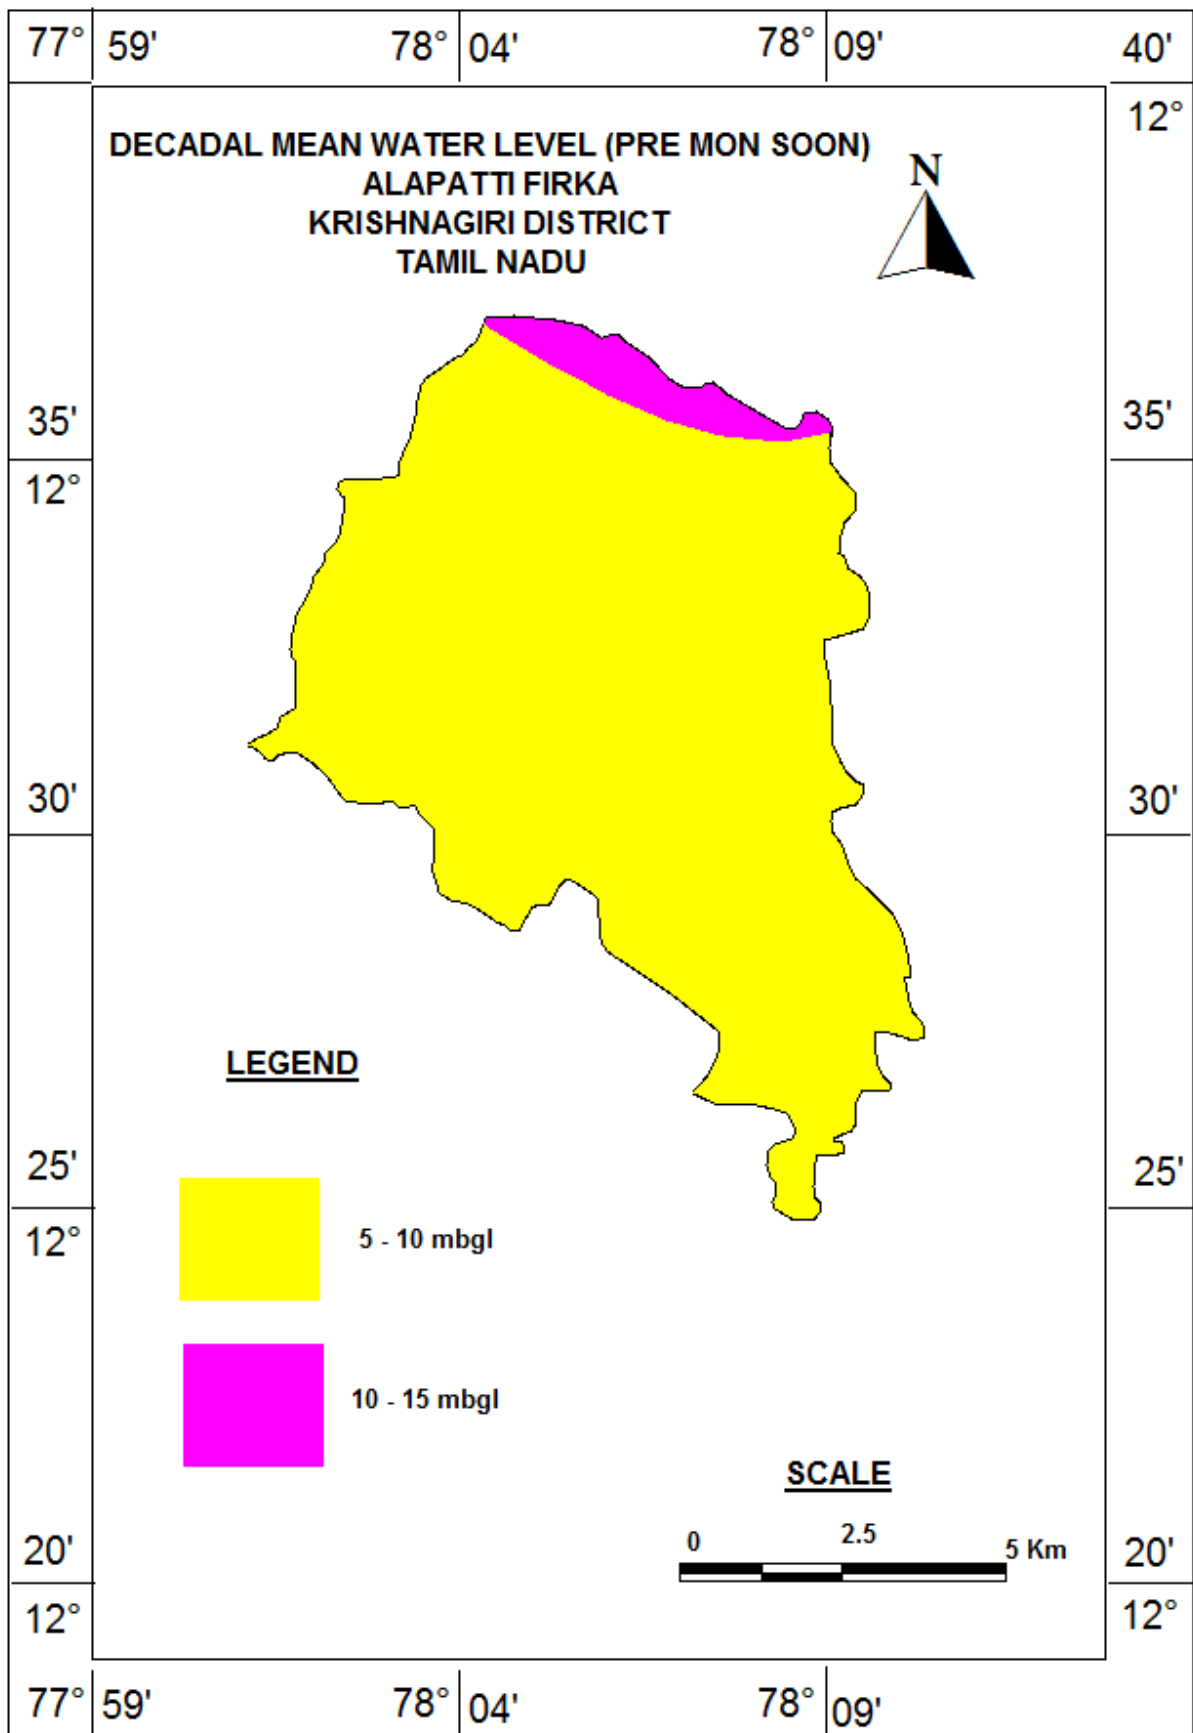 77° 59' 78° 04' 78° 09' 40'
12°
DECADAL MEAN WATER LEVEL (PRE MON SOON)
ALAPATTI FIRKA
KRISHNAGIRI DISTRICT
TAMIL NADU
N
35' 35'
12°
30' 30'
LEGEND
25' 25'
12°
5 - 10 mbgl
10 - 15 mbgl
SCALE
0 2.5 5 Km
20' 20'
12° 12°
77° 59' 78° 04' 78° 09'